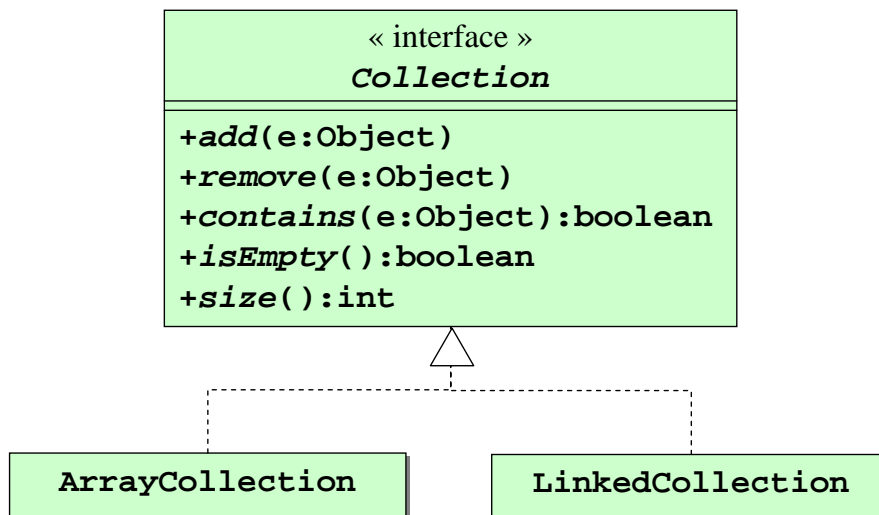 « interface »
Collection
+add(e:Object)
+remove(e:Object)
+contains(e:Object):boolean
+isEmpty():boolean
+size():int
ArrayCollection
LinkedCollection